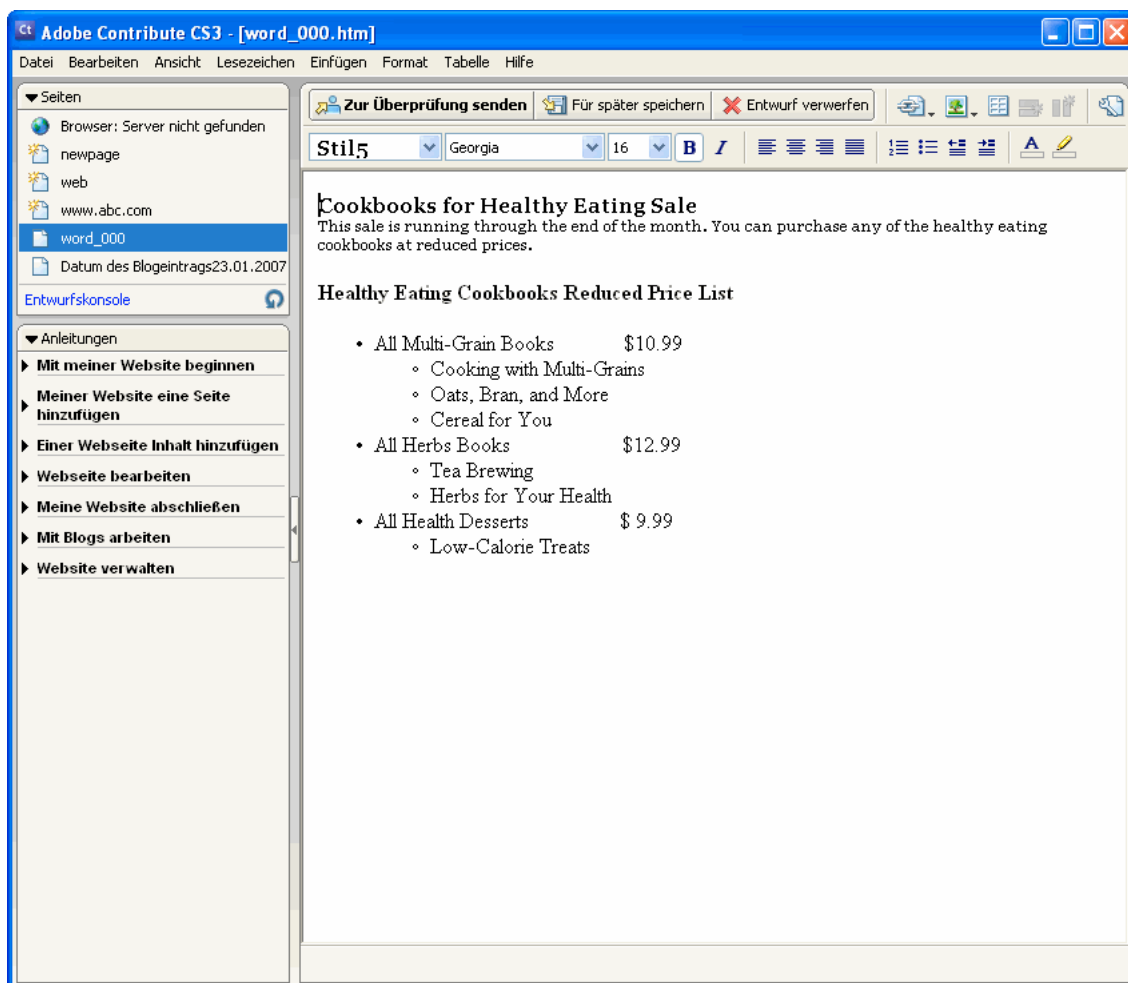 Ct Adobe Contribute CS3 - [word_000.htm]
Datei Bearbeiten Ansicht Lesezeichen Einfügen Format Tabelle Hilfe
Seiten
Browser: Server nicht gefunden
newpage
web
www.abc.com
word_000
Datum des Blogeintrags23.01.2007
Entwurfskonsole
Anleitungen
Mit meiner Website beginnen
Meiner Website eine Seite
hinzufügen
Einer Webseite Inhalt hinzufügen
Webseite bearbeiten
Meine Website abschließen
Mit Blogs arbeiten
Website verwalten
Zur Überprüfung senden Für später speichern Entwurf verwerfen
Stil5 Georgia 16 B I
Cookbooks for Healthy Eating Sale
This sale is running through the end of the month. You can purchase any of the healthy eating
cookbooks at reduced prices.
Healthy Eating Cookbooks Reduced Price List
• All Multi-Grain Books $10.99
◦ Cooking with Multi-Grains
◦ Oats, Bran, and More
◦ Cereal for You
• All Herbs Books $12.99
◦ Tea Brewing
◦ Herbs for Your Health
• All Health Desserts $ 9.99
◦ Low-Calorie Treats